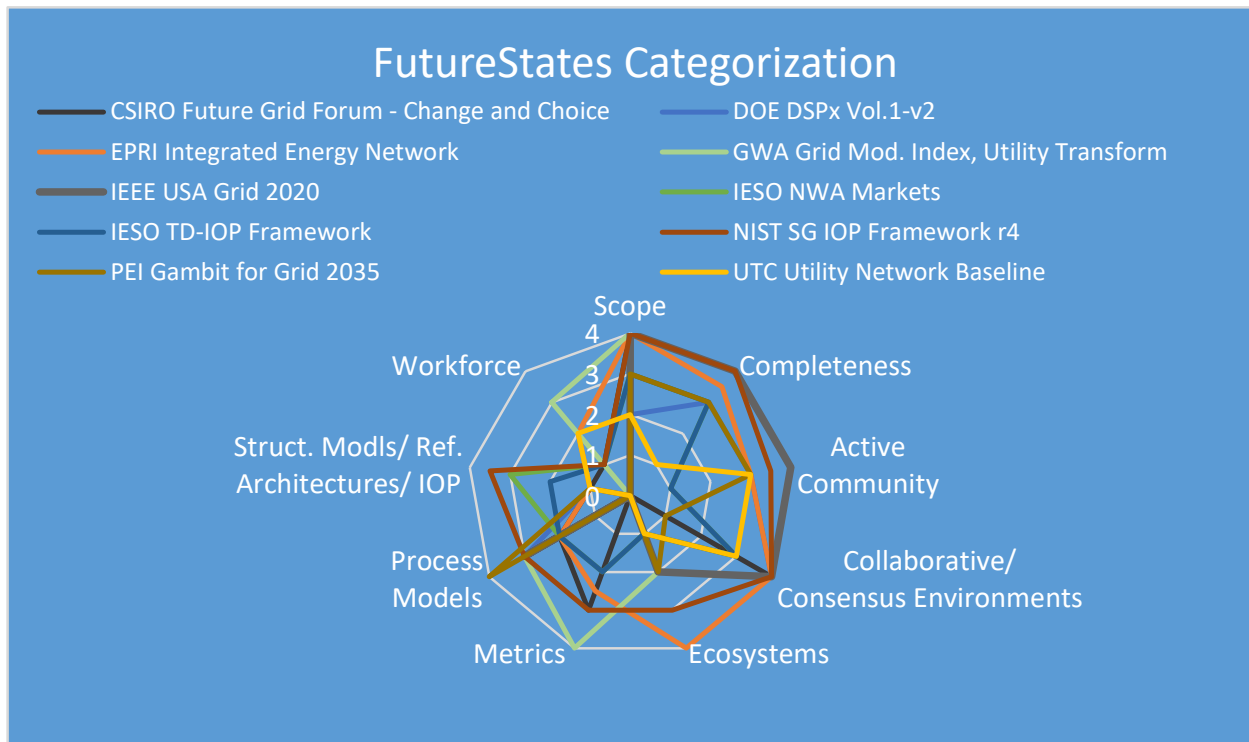 FutureStates Categorization
CSIRO Future Grid Forum - Change and Choice
DOE DSPx Vol.1-v2
EPRI Integrated Energy Network
GWA Grid Mod. Index, Utility Transform
IEEE USA Grid 2020
IESO NWA Markets
IESO TD-IOP Framework
NIST SG IOP Framework r4
PEI Gambit for Grid 2035
UTC Utility Network Baseline
Scope
4
3
2
1
0
Completeness
Active
Community
Collaborative/
Consensus Environments
Ecosystems
Metrics
Process
Models
Struct. Modls/ Ref.
Architectures/ IOP
Workforce